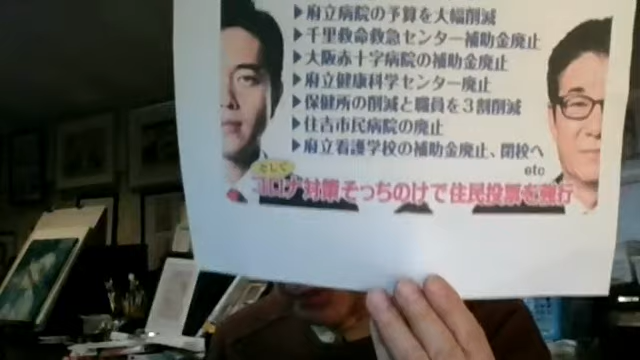 ▶府立病院の予算を大幅削減
▶千里救命救急センター補助金廃止
▶大阪赤十字病院の補助金廃止
▶府立健康科学センター廃止
▶保健所の削減と職員を3割削減
▶住吉市民病院の廃止
▶府立看護学校の補助金廃止、閉校へ
etc
そして
コロナ対策そっちのけで住民投票を強行